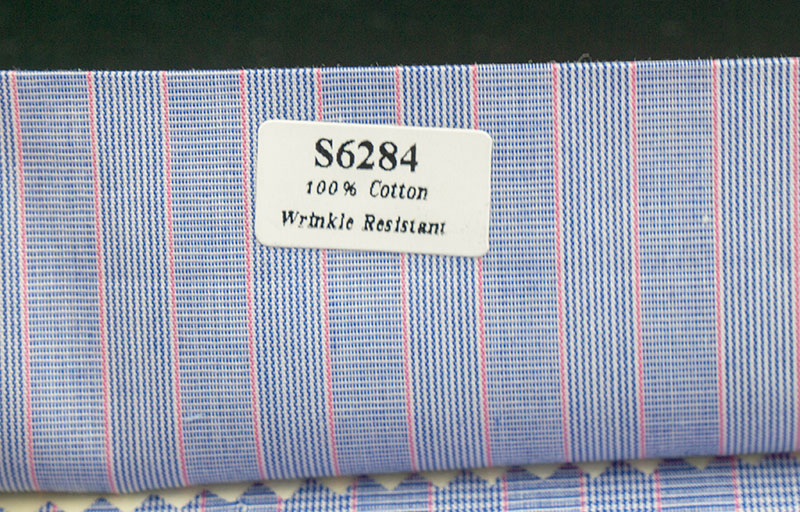 S6284
100% Cotton
Wrinkle Resistant